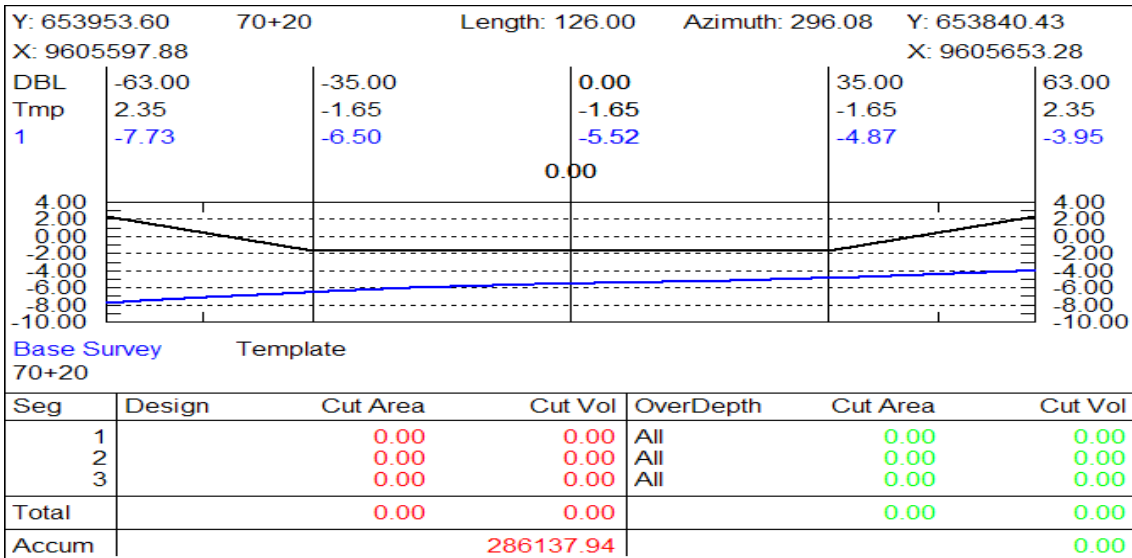 Y: 653953.60 70+20 Length: 126.00 Azimuth: 296.08 Y: 653840.43
X: 9605597.88 X: 9605653.28
DBL -63.00 -35.00 0.00 35.00 63.00
Tmp 2.35 -1.65 -1.65 -1.65 2.35
1 -7.73 -6.50 -5.52 -4.87 -3.95
0.00
4.00 4.00
2.00 2.00
0.00 0.00
-2.00 -2.00
-4.00 -4.00
-6.00 -6.00
-8.00 -8.00
-10.00 -10.00
Base Survey Template
70+20
Seg Design Cut Area Cut Vol OverDepth Cut Area Cut Vol
1 0.00 0.00 All 0.00 0.00
2 0.00 0.00 All 0.00 0.00
3 0.00 0.00 All 0.00 0.00
Total 0.00 0.00 0.00 0.00
Accum 286137.94 0.00